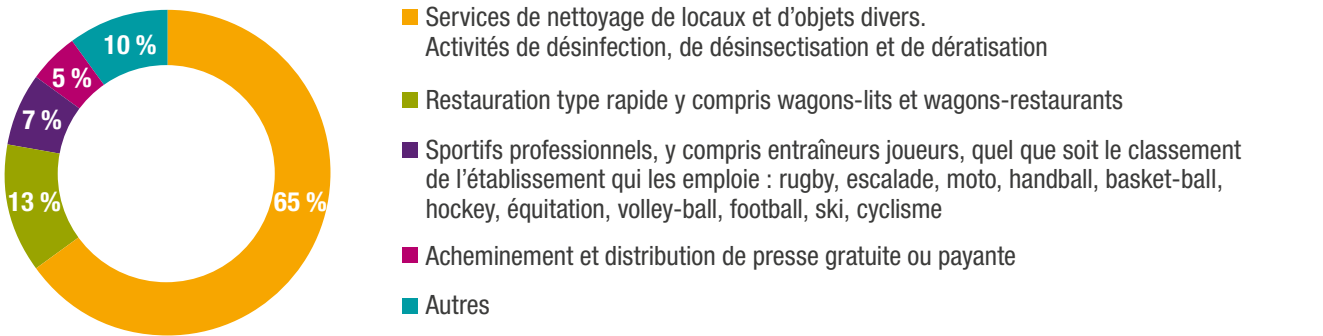 10 %
5 %
7 %
13 %
65 %
Services de nettoyage de locaux et d’objets divers.
Activités de désinfection, de désinsectisation et de dératisation
Restauration type rapide y compris wagons-lits et wagons-restaurants
Sportifs professionnels, y compris entraîneurs joueurs, quel que soit le classement
de l’établissement qui les emploie : rugby, escalade, moto, handball, basket-ball,
hockey, équitation, volley-ball, football, ski, cyclisme
Acheminement et distribution de presse gratuite ou payante
Autres